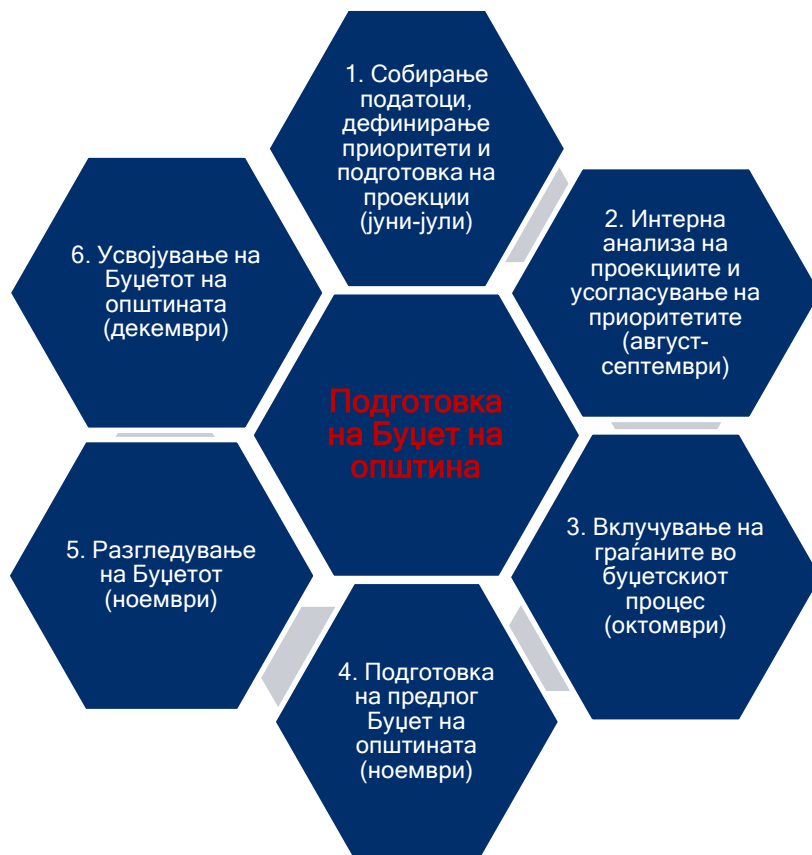 1. Собирање
податоци,
дефинирање
приоритети и
подготовка на
проекции
(јуни-јули)
2. Интерна
анализа на
проекциите и
усогласување на
приоритетите
(август-
септември)
3. Вклучување на
граѓаните во
буџетскиот
процес
(октомври)
4. Подготовка
на предлог
Буџет на
општината
(ноември)
5. Разгледување
на Буџетот
(ноември)
6. Усвојување на
Буџетот на
општината
(декември)
Подготовка
на Буџет на
општина